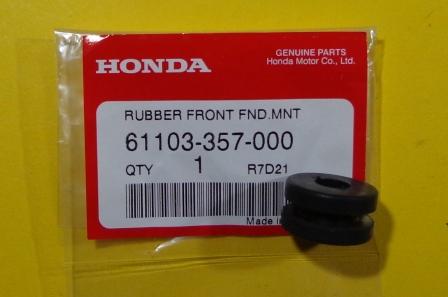 HONDA
GENUINE PARTS
Honda Motor Co., Ltd.
RUBBER FRONT FND.MNT
61103-357-000
QTY 1 R7D21
Made in